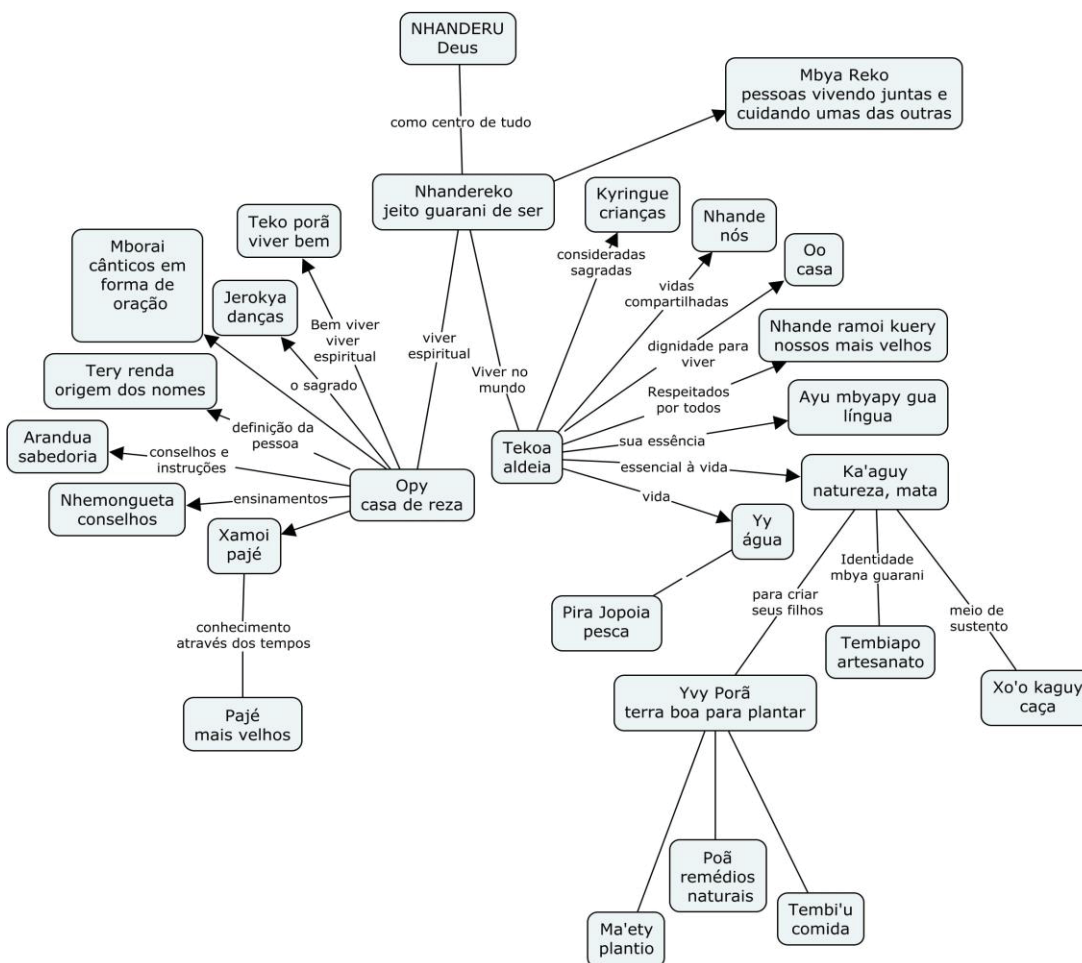 NHANDERU
Deus
como centro de tudo
Mbya Reko
pessoas vivendo juntas e
cuidando umas das outras
Nhandereko
jeito guarani de ser
Kyringue
crianças
Nhande
nós
Oo
casa
Teko porã
viver bem
Mborai
cânticos em
forma de
oração
Jerokya
danças
consideradas
sagradas
vidas
compartilhadas
Bem viver
viver
espiritual
viver
espiritual
Viver no
mundo
dignidade para
viver
Nhande ramoi kuery
nossos mais velhos
Tery renda
origem dos nomes
o sagrado
Respeitados
por todos
Ayu mbyapy gua
língua
definição da
pessoa
Arandua
sabedoria
conselhos e
instruções
Tekoa
aldeia
sua essência
essencial à vida
Ka'aguy
natureza, mata
Nhemongueta
conselhos
ensinamentos
Opy
casa de reza
vida
Yy
água
Xamoi
pajé
Identidade
mbya guarani
para criar
seus filhos
meio de
sustento
Pira Jopoia
pesca
conhecimento
através dos tempos
Tembiapo
artesanato
Xo'o kaguy
caça
Yvy Porã
terra boa para plantar
Pajé
mais velhos
Poã
remédios
naturais
Tembi'u
comida
Ma'ety
plantio